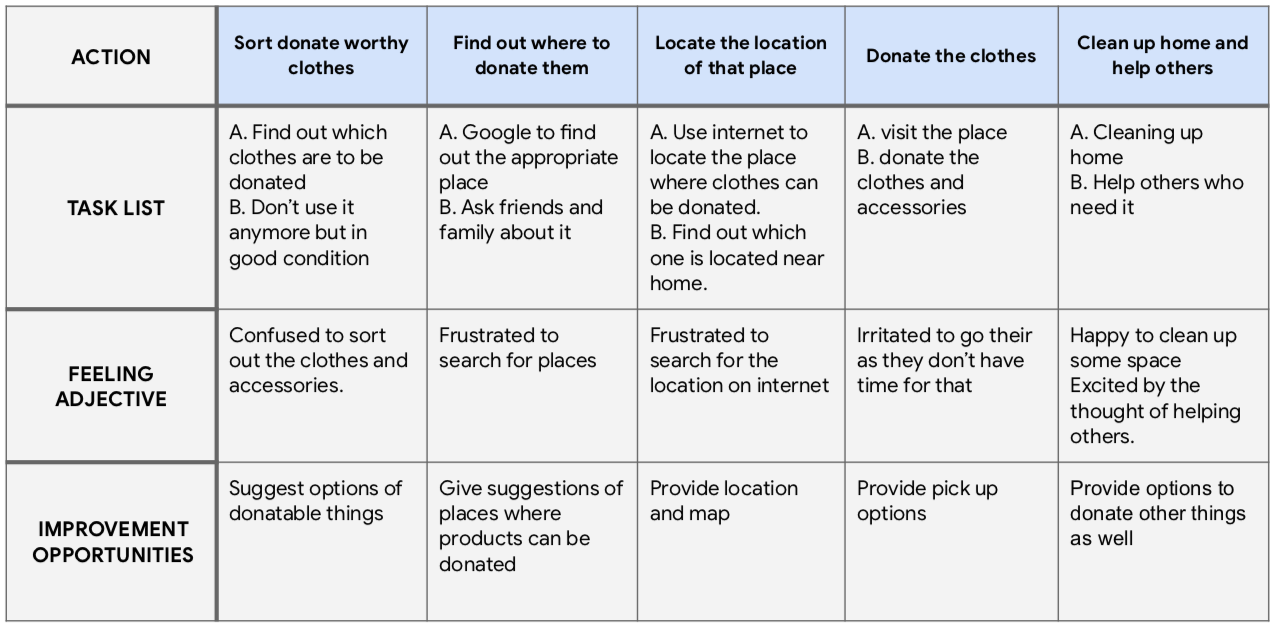 ACTION
Sort donate worthy
clothes
Find out where to
donate them
Locate the location
of that place
Donate the clothes
Clean up home and
help others
TASK LIST
A. Find out which
clothes are to be
donated
B. Don’t use it
anymore but in
good condition
A. Google to find
out the appropriate
place
B. Ask friends and
family about it
A. Use internet to
locate the place
where clothes can
be donated.
B. Find out which
one is located near
home.
A. visit the place
B. donate the
clothes and
accessories
A. Cleaning up
home
B. Help others who
need it
FEELING
ADJECTIVE
Confused to sort
out the clothes and
accessories.
Frustrated to
search for places
Frustrated to
search for the
location on internet
Irritated to go their
as they don’t have
time for that
Happy to clean up
some space
Excited by the
thought of helping
others.
IMPROVEMENT
OPPORTUNITIES
Suggest options of
donatable things
Give suggestions of
places where
products can be
donated
Provide location
and map
Provide pick up
options
Provide options to
donate other things
as well